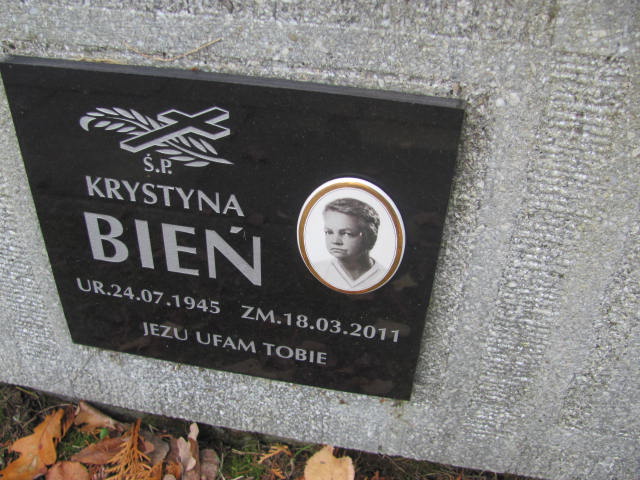 Ś.P.
KRYSTYNA
BIEŃ
UR.24.07.1945 ZM.18.03.2011
JEZU UFAM TOBIE